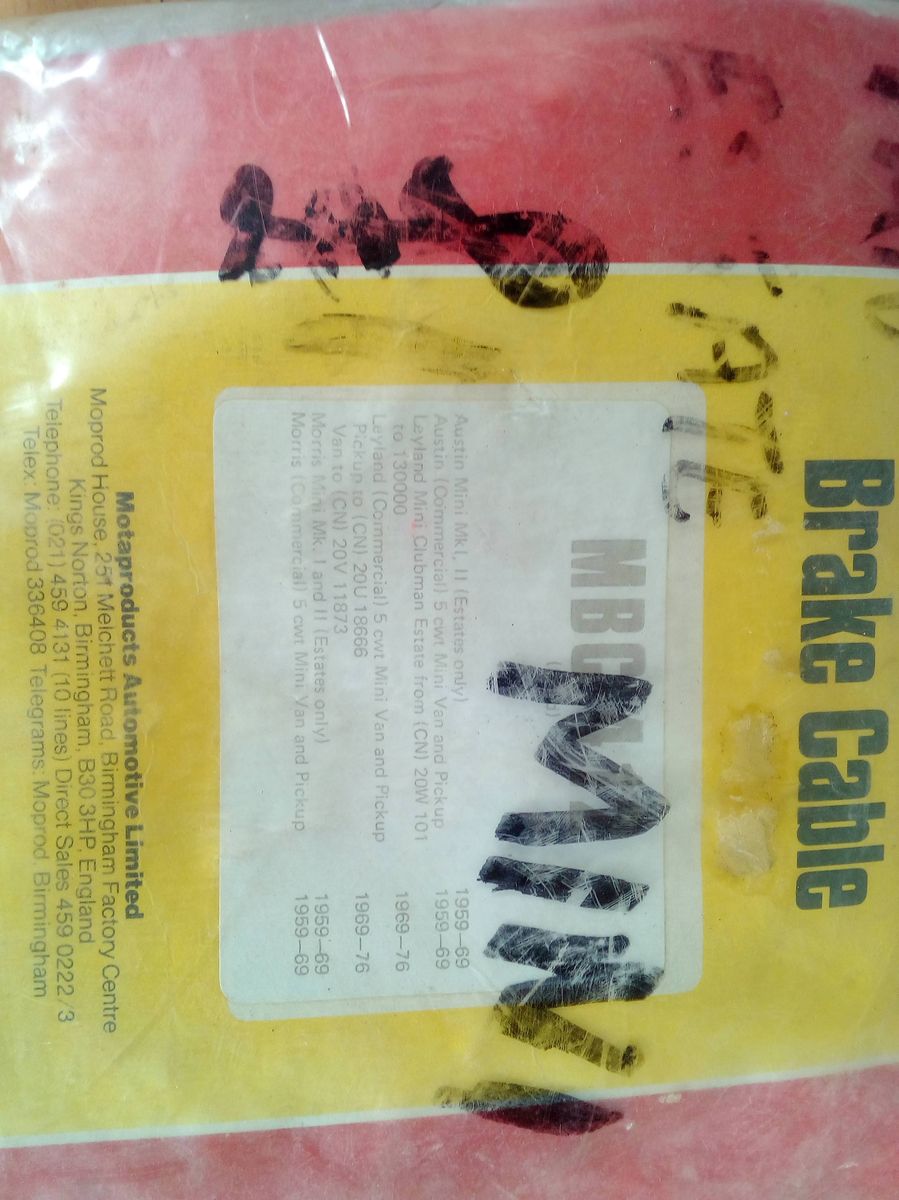 Brake Cable
MBC
MINI
Austin Mini Mk I, II (Estates only) 1959–69
Austin (Commercial) 5 cwt Mini Van and Pickup 1959–69
Leyland Mini Clubman Estate from (CN) 20W 101
to 130000 1969–76
Leyland (Commercial) 5 cwt Mini Van and Pickup
Pickup to (CN) 20U 18666
Van to (CN) 20V 11873 1969–76
Morris Mini Mk. I and II (Estates only) 1959–69
Morris (Commercial) 5 cwt Mini Van and Pickup 1959–69
Motaproducts Automotive Limited
Moprod House, 251 Melchett Road, Birmingham Factory Centre
Kings Norton, Birmingham, B30 3HP, England
Telephone: (021) 459 4131 (10 lines) Direct Sales 459 0222/3
Telex: Moprod 336408 Telegrams: Moprod, Birmingham